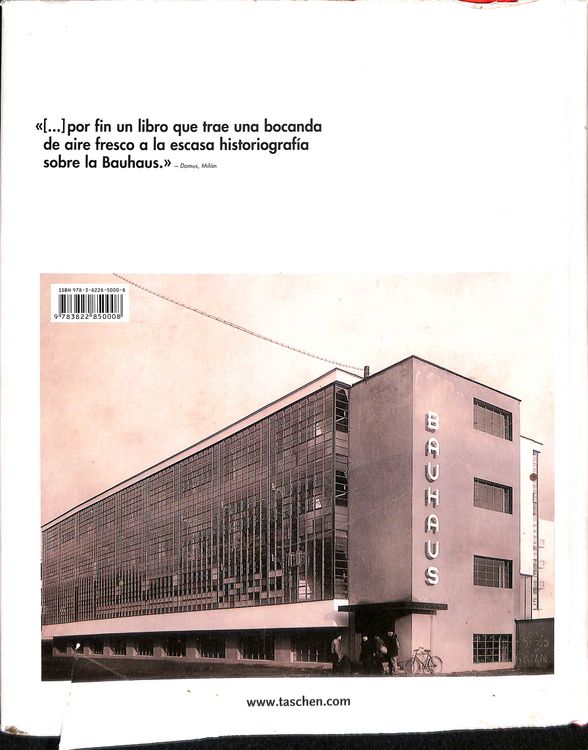 «[...]por fin un libro que trae una bocanda
de aire fresco a la escasa historiografía
sobre la Bauhaus.» – Domus, Milán
ISBN 978-3-8228-5000-8
9 783822 850008
BAUHAUS
www.taschen.com